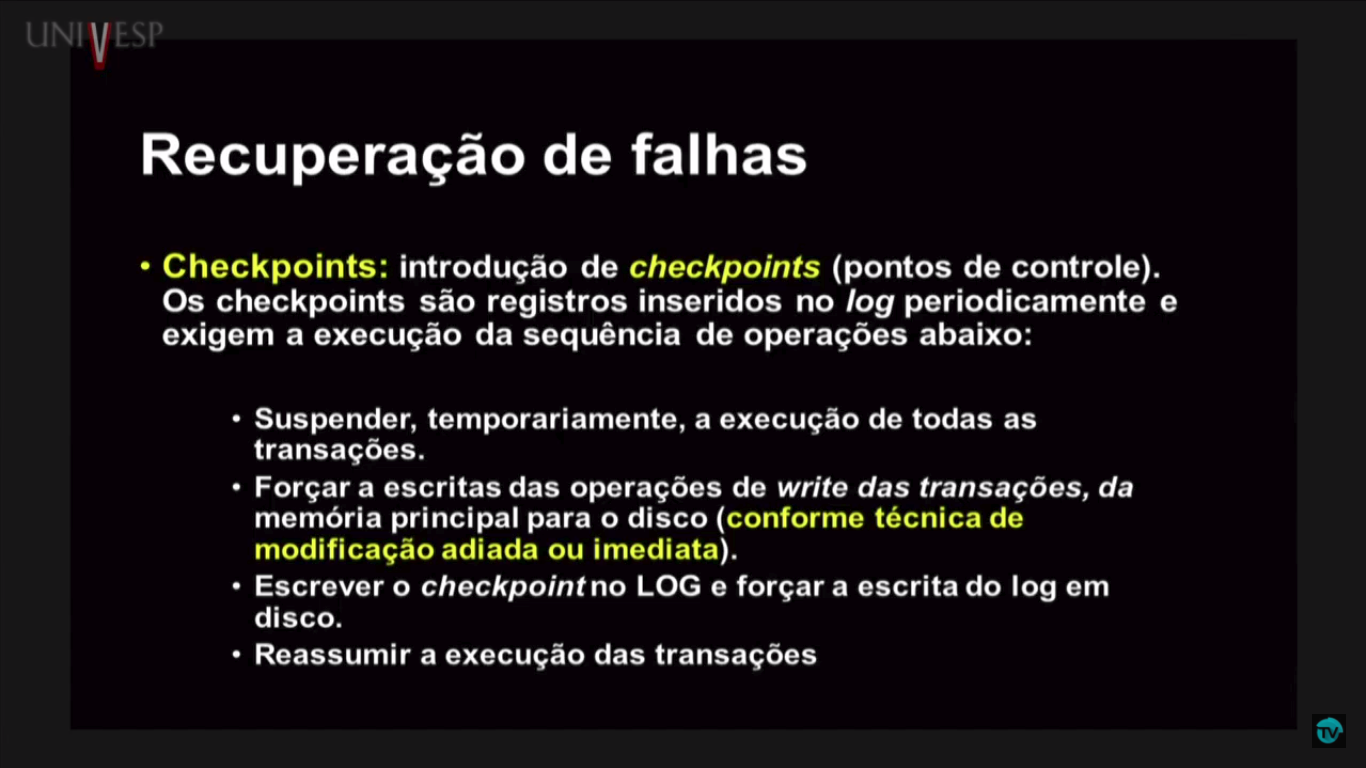 UNIVESP
Recuperação de falhas
• Checkpoints: introdução de checkpoints (pontos de controle).
Os checkpoints são registros inseridos no log periodicamente e
exigem a execução da sequência de operações abaixo:
• Suspender, temporariamente, a execução de todas as
transações.
• Forçar a escritas das operações de write das transações, da
memória principal para o disco (conforme técnica de
modificação adiada ou imediata).
• Escrever o checkpoint no LOG e forçar a escrita do log em
disco.
• Reassumir a execução das transações
TV